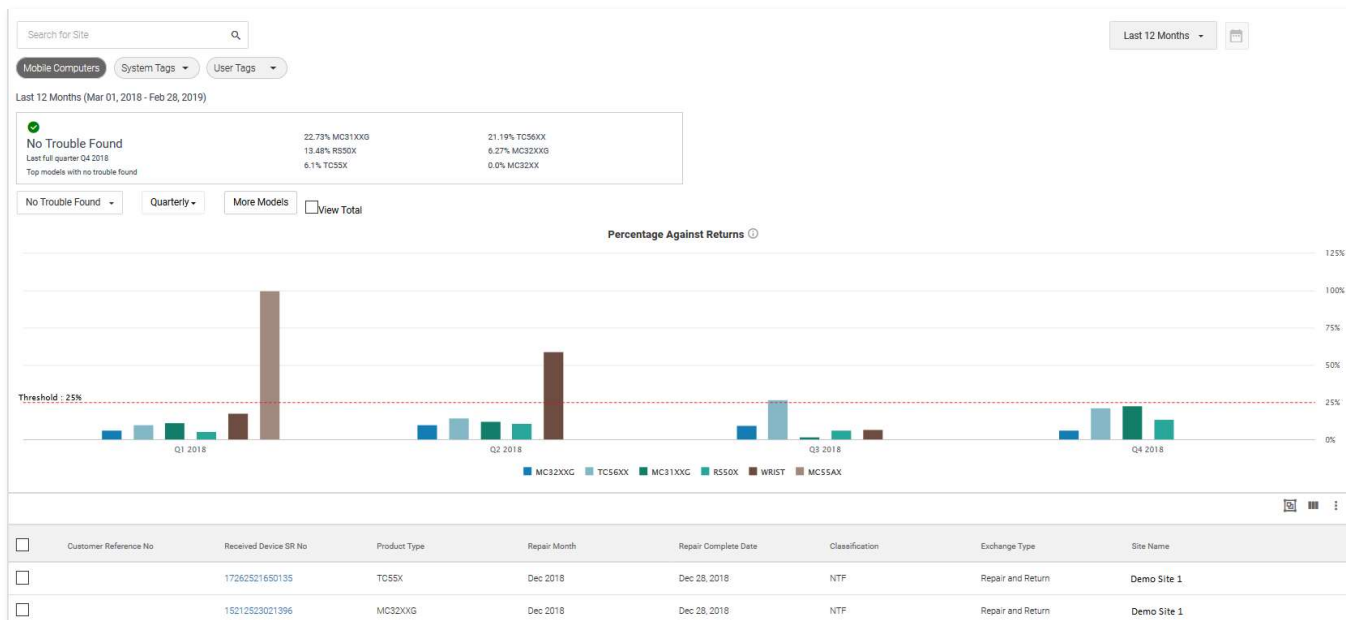 Search for Site
Last 12 Months
Mobile Computers System Tags User Tags
Last 12 Months (Mar 01, 2018 - Feb 28, 2019)
No Trouble Found
Last full quarter Q4 2018
Top models with no trouble found
22.73% MC31XXG 21.19% TC56XX
13.48% RS50X 6.27% MC32XXG
6.1% TC55X 0.0% MC32XX
No Trouble Found Quarterly More Models View Total
Percentage Against Returns
125%
100%
75%
50%
Threshold : 25% 25%
0%
Q1 2018 Q2 2018 Q3 2018 Q4 2018
MC32XXG TC56XX MC31XXG RS50X WRIST MC55AX
Customer Reference No Received Device SR No Product Type Repair Month Repair Complete Date Classification Exchange Type Site Name
17262521650135 TC55X Dec 2018 Dec 28, 2018 NTF Repair and Return Demo Site 1
15212523021396 MC32XXG Dec 2018 Dec 28, 2018 NTF Repair and Return Demo Site 1